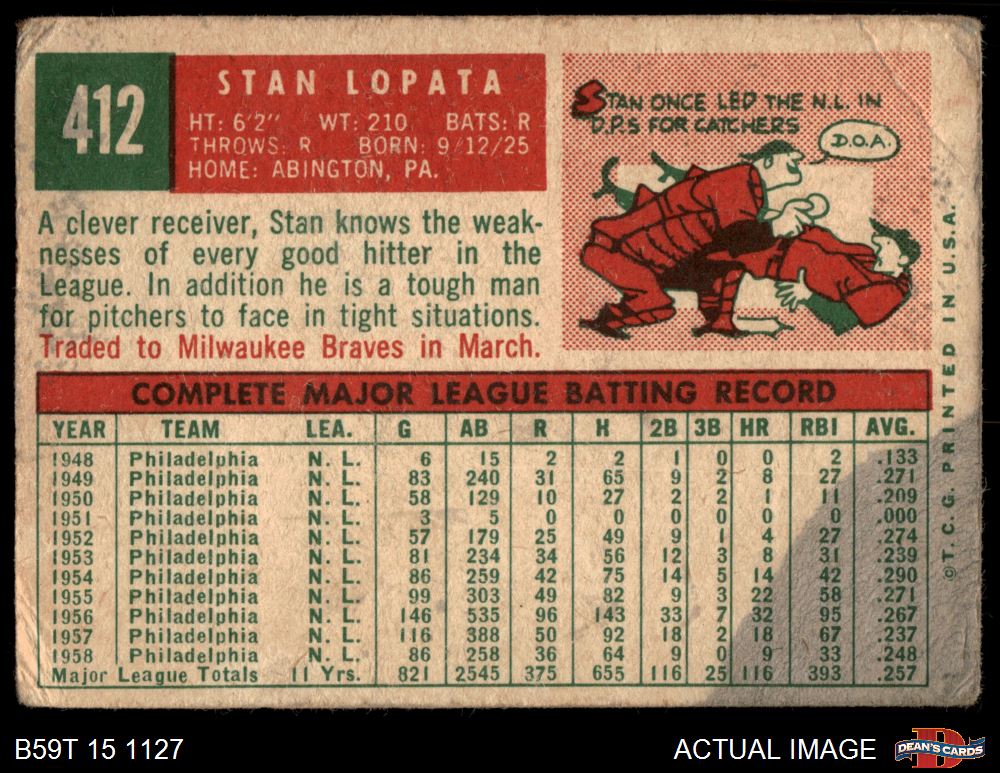 412
STAN LOPATA
HT: 6'2" WT: 210 BATS: R
THROWS: R BORN: 9/12/25
HOME: ABINGTON, PA.
STAN ONCE LED THE N.L. IN
D.P.S FOR CATCHERS
D.O.A.
A clever receiver, Stan knows the weak-
nesses of every good hitter in the
League. In addition he is a tough man
for pitchers to face in tight situations.
Traded to Milwaukee Braves in March.
COMPLETE MAJOR LEAGUE BATTING RECORD
YEAR TEAM LEA. G AB R H 2B 3B HR RBI AVG.
1948 Philadelphia N. L. 6 15 2 2 1 0 0 2 .133
1949 Philadelphia N. L. 83 240 31 65 9 2 8 27 .271
1950 Philadelphia N. L. 58 129 10 27 2 2 1 11 .209
1951 Philadelphia N. L. 3 5 0 0 0 0 0 0 .000
1952 Philadelphia N. L. 57 179 25 49 9 1 4 27 .274
1953 Philadelphia N. L. 81 234 34 56 12 3 8 31 .239
1954 Philadelphia N. L. 86 259 42 75 14 5 14 42 .290
1955 Philadelphia N. L. 99 303 49 82 9 3 22 58 .271
1956 Philadelphia N. L. 146 535 96 143 33 7 32 95 .267
1957 Philadelphia N. L. 116 388 50 92 18 2 18 67 .237
1958 Philadelphia N. L. 86 258 36 64 9 0 9 33 .248
Major League Totals 11 Yrs. 821 2545 375 655 116 25 116 393 .257
©T.C.G. PRINTED IN U.S.A.
B59T 15 1127
ACTUAL IMAGE
DEAN'S CARDS